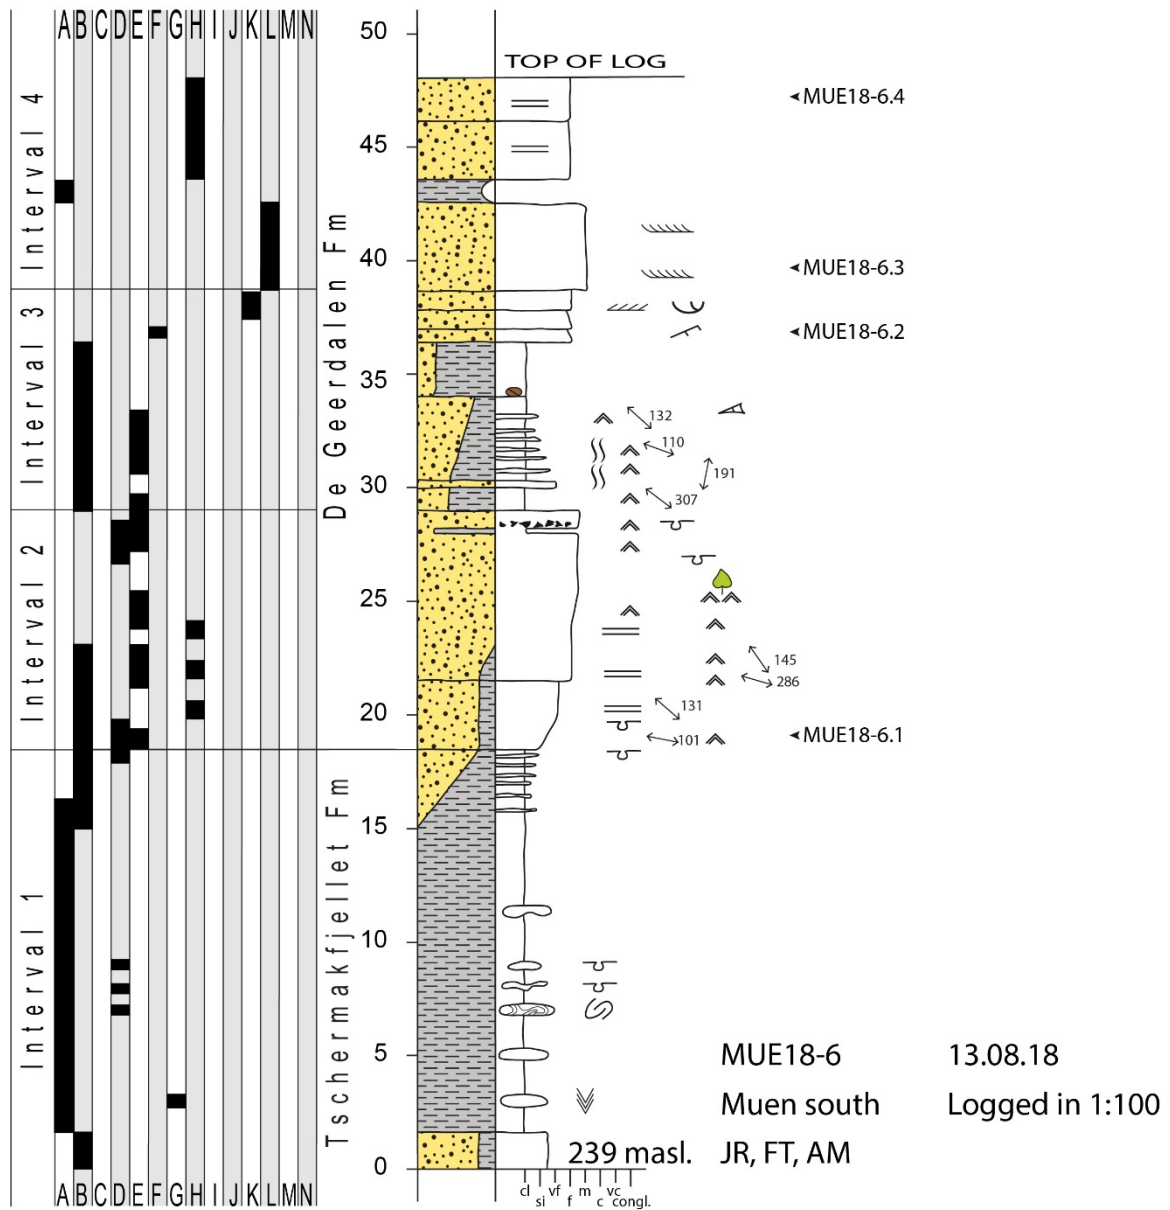 A B C D E F G H I J K L M N
50
TOP OF LOG
MUE18-6.4
Interval 4
45
De Geerdalen Fm
40
MUE18-6.3
Interval 3
MUE18-6.2
35
132
110
191
30
307
Interval 2
25
145
286
131
20
101
MUE18-6.1
Tschermakfjellet Fm
15
Interval 1
10
5
MUE18-6 13.08.18
Muen south Logged in 1:100
0
239 masl. JR, FT, AM
A B C D E F G H I J K L M N
cl vf m vc
si f c congl.